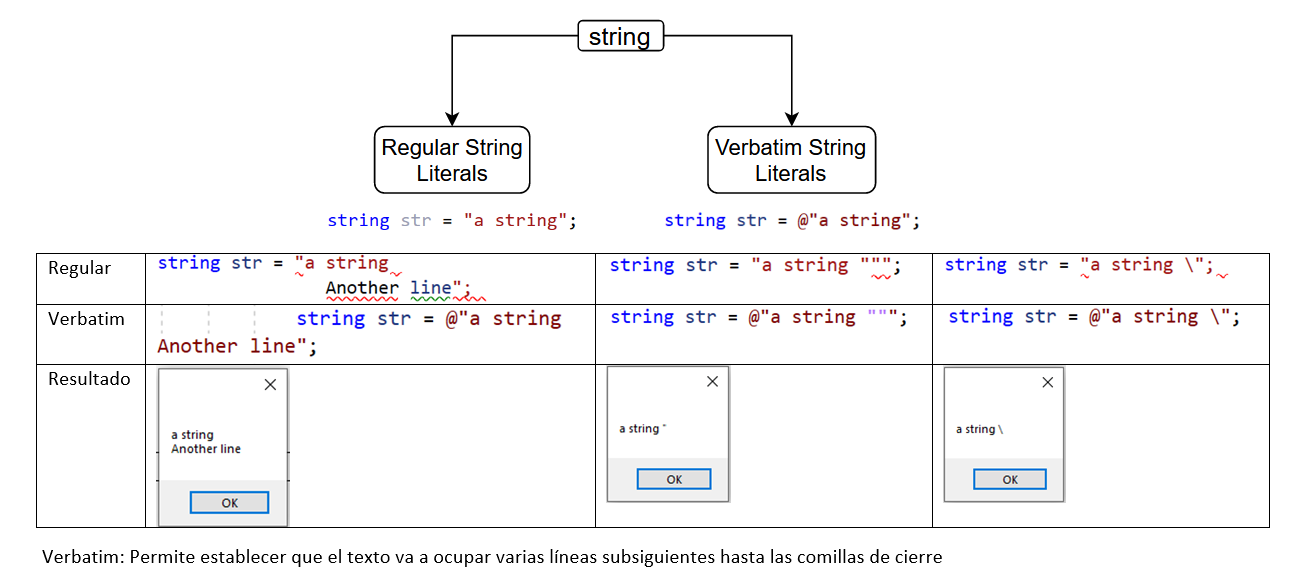 string
Regular String
Literals
Verbatim String
Literals
string str = "a string";
string str = @"a string";
Regular
string str = "a string
Another line";
string str = "a string """;
string str = "a string \";
Verbatim
string str = @"a string
Another line";
string str = @"a string """;
string str = @"a string \";
Resultado
a string
Another line
OK
a string "
OK
a string \
OK
Verbatim: Permite establecer que el texto va a ocupar varias líneas subsiguientes hasta las comillas de cierre